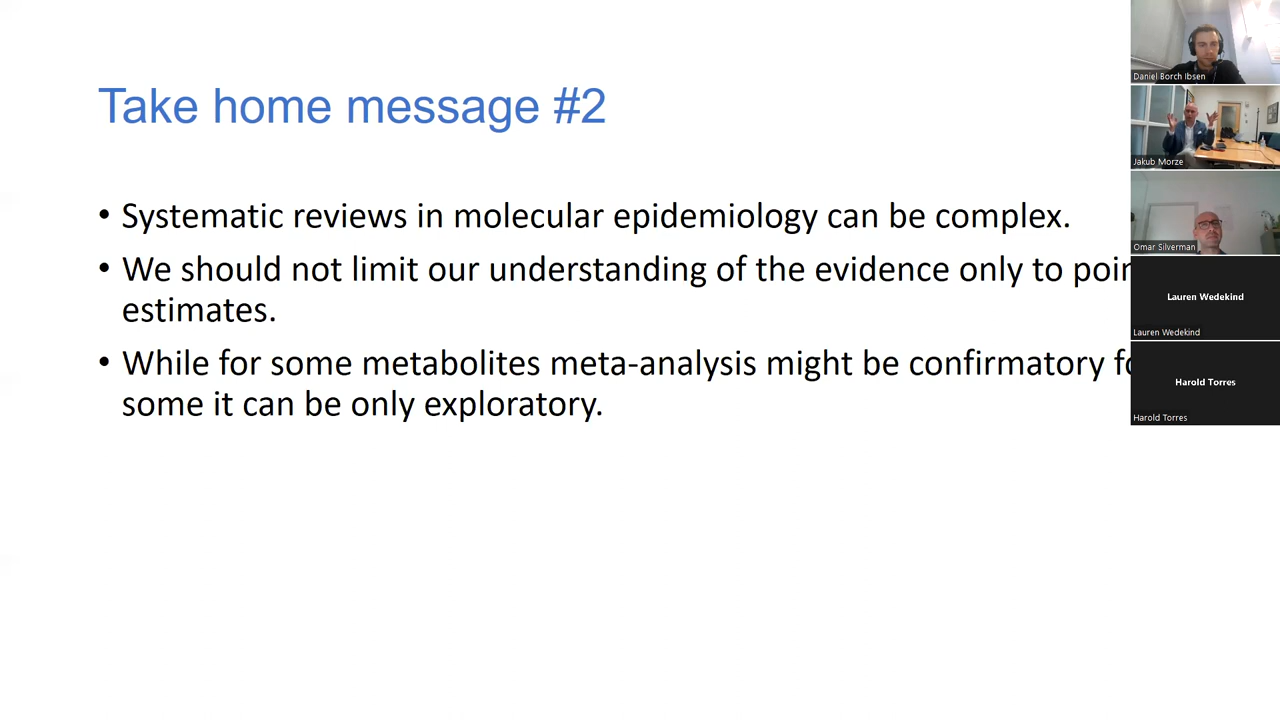 Take home message #2
• Systematic reviews in molecular epidemiology can be complex.
• We should not limit our understanding of the evidence only to
estimates.
• While for some metabolites meta-analysis might be confirmatory
some it can be only exploratory.
Daniel Borch Ibsen
Jakub Morze
Omar Silverman
Lauren Wedekind
Lauren Wedekind
Harold Torres
Harold Torres